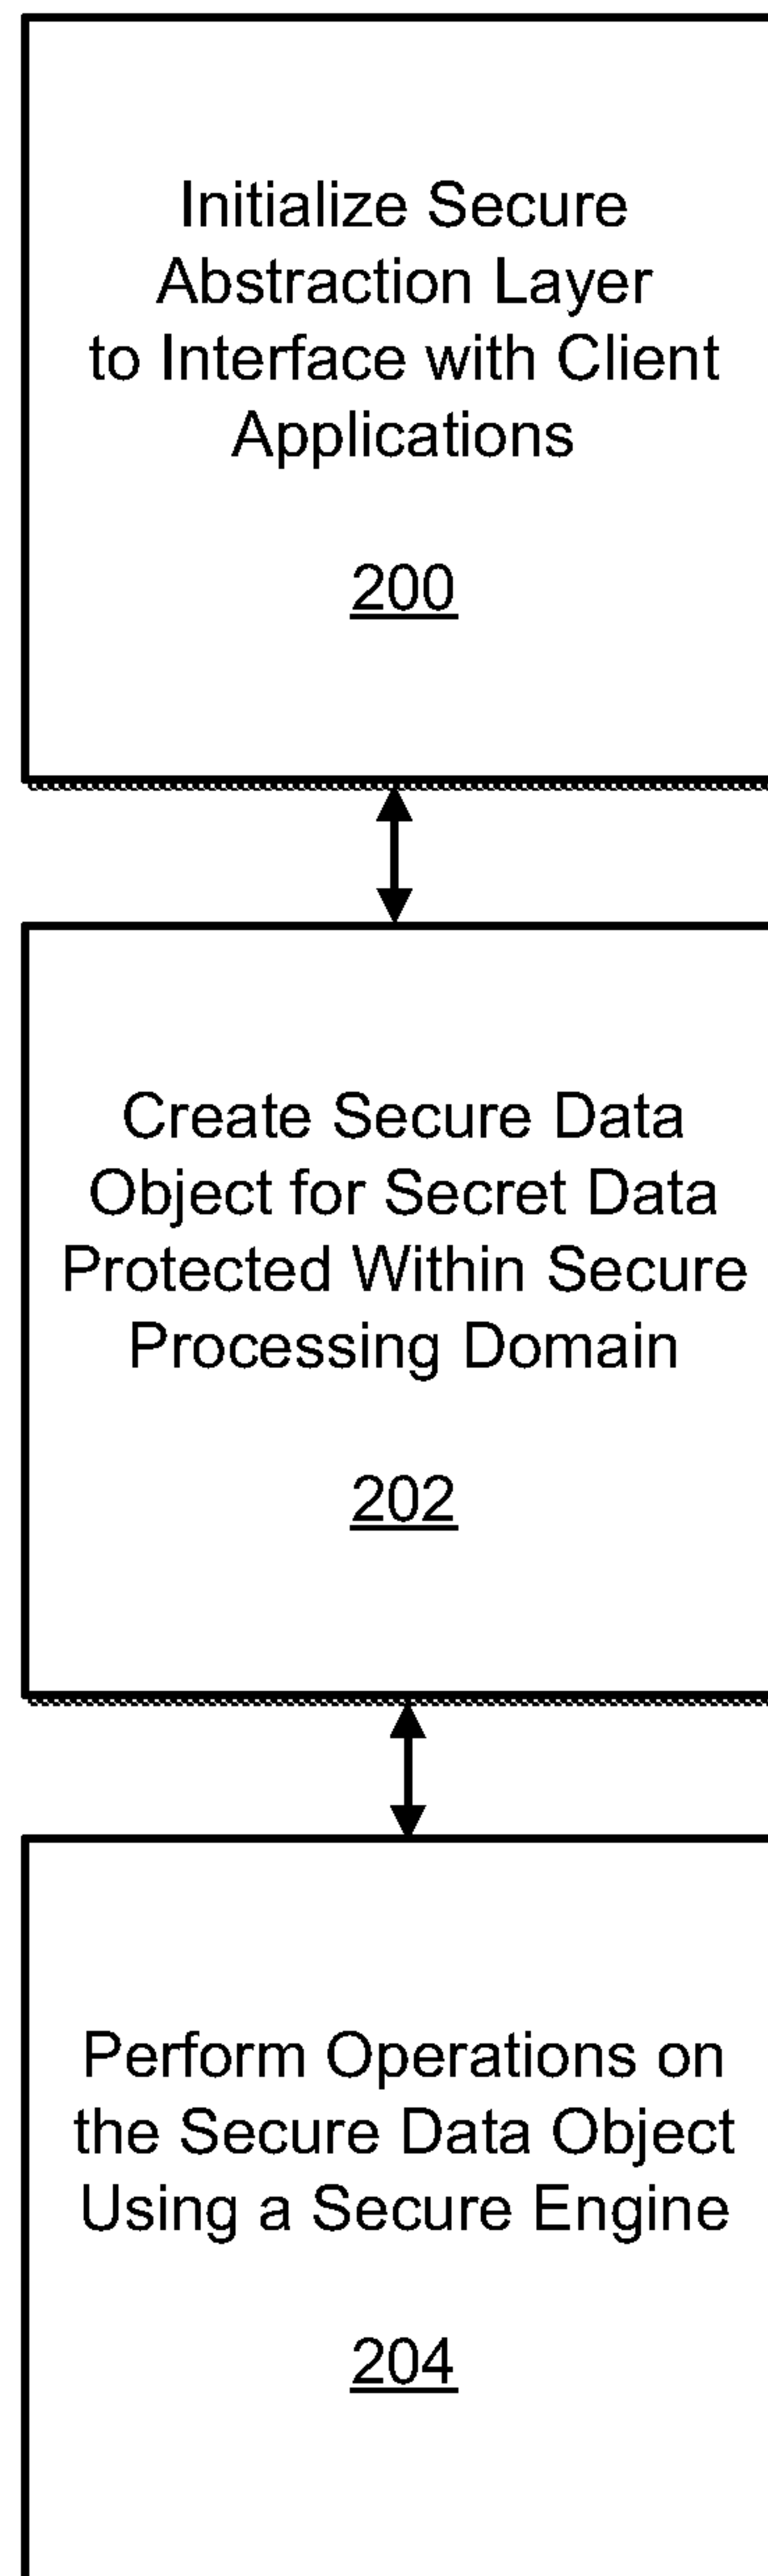 Initialize Secure
Abstraction Layer
to Interface with Client
Applications
200
Create Secure Data
Object for Secret Data
Protected Within Secure
Processing Domain
202
Perform Operations on
the Secure Data Object
Using a Secure Engine
204